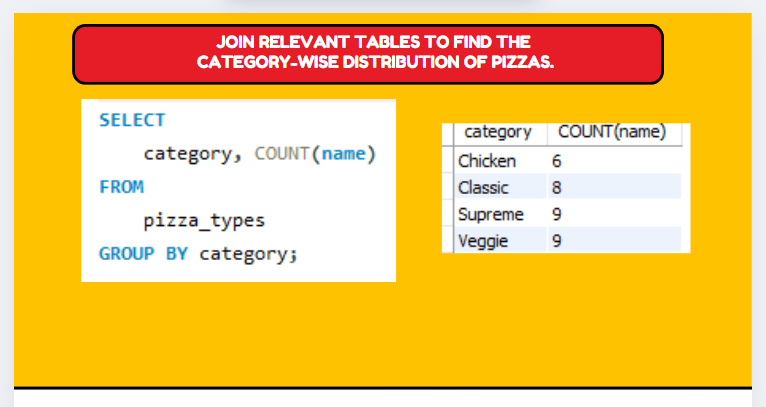 JOIN RELEVANT TABLES TO FIND THE
CATEGORY-WISE DISTRIBUTION OF PIZZAS.
SELECT
category, COUNT(name)
FROM
pizza_types
GROUP BY category;
category COUNT(name)
Chicken 6
Classic 8
Supreme 9
Veggie 9